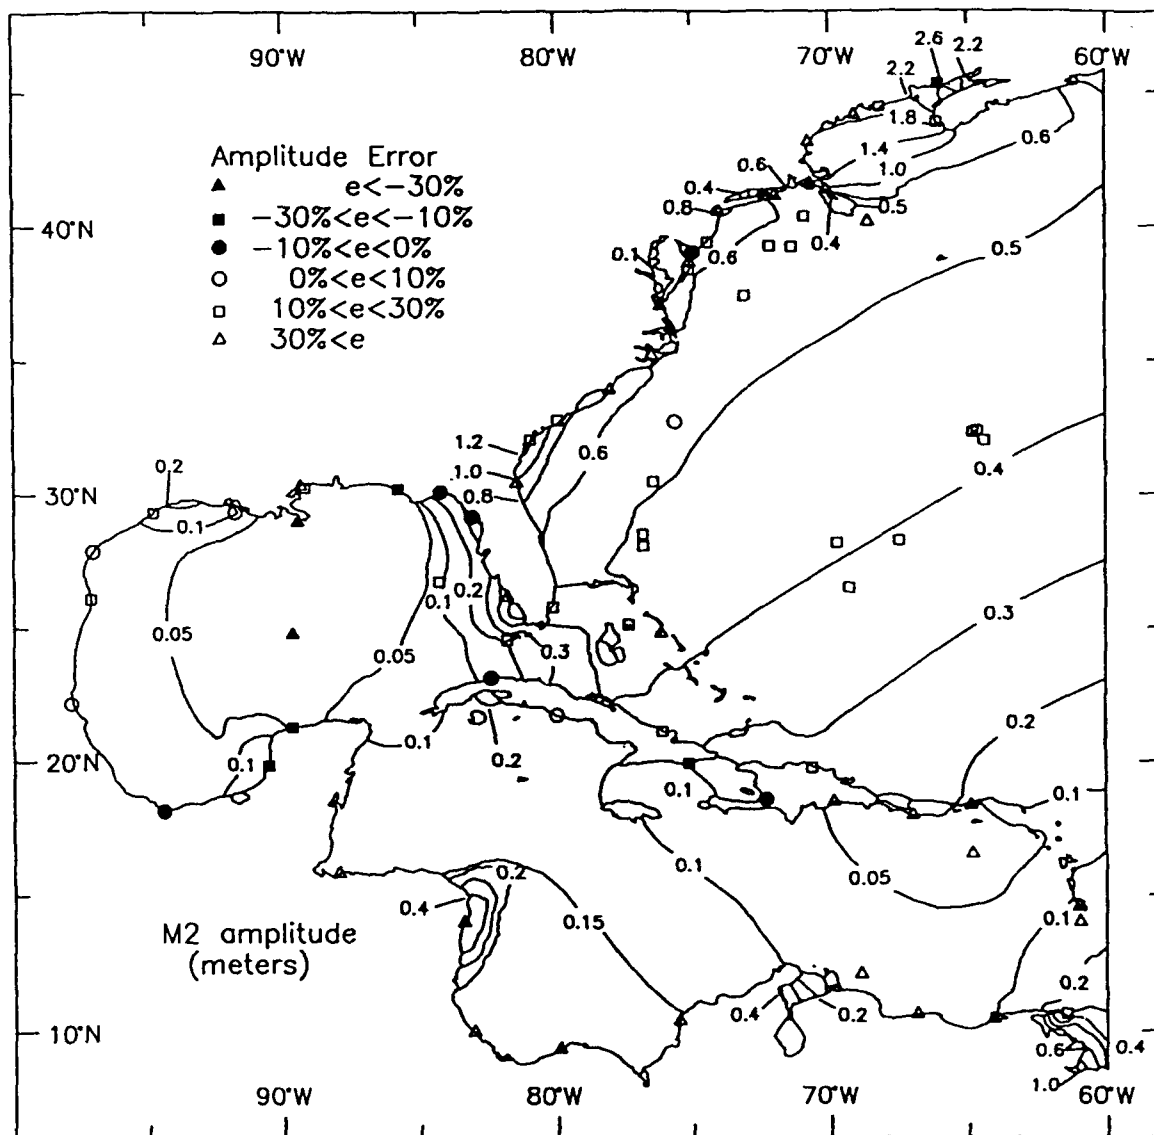 90°W
80°W
70°W
60°W
2.6
2.2
2.2
1.8
0.6
1.4
1.0
0.6
0.4
0.8
0.5
0.4
0.1
0.6
0.5
Amplitude Error
▲ e<-30%
■ -30%<e<-10%
● -10%<e<0%
○ 0%<e<10%
□ 10%<e<30%
△ 30%<e
40°N
1.2
0.6
0.4
0.2
1.0
30°N
0.8
0.1
0.2
0.1
0.3
0.05
0.05
0.3
0.2
0.1
0.1
0.2
20°N
0.1
0.1
0.1
0.05
0.2
0.4
0.15
0.1
M2 amplitude
(meters)
0.2
10°N
0.4
0.2
0.6
0.4
1.0
90°W
80°W
70°W
60°W